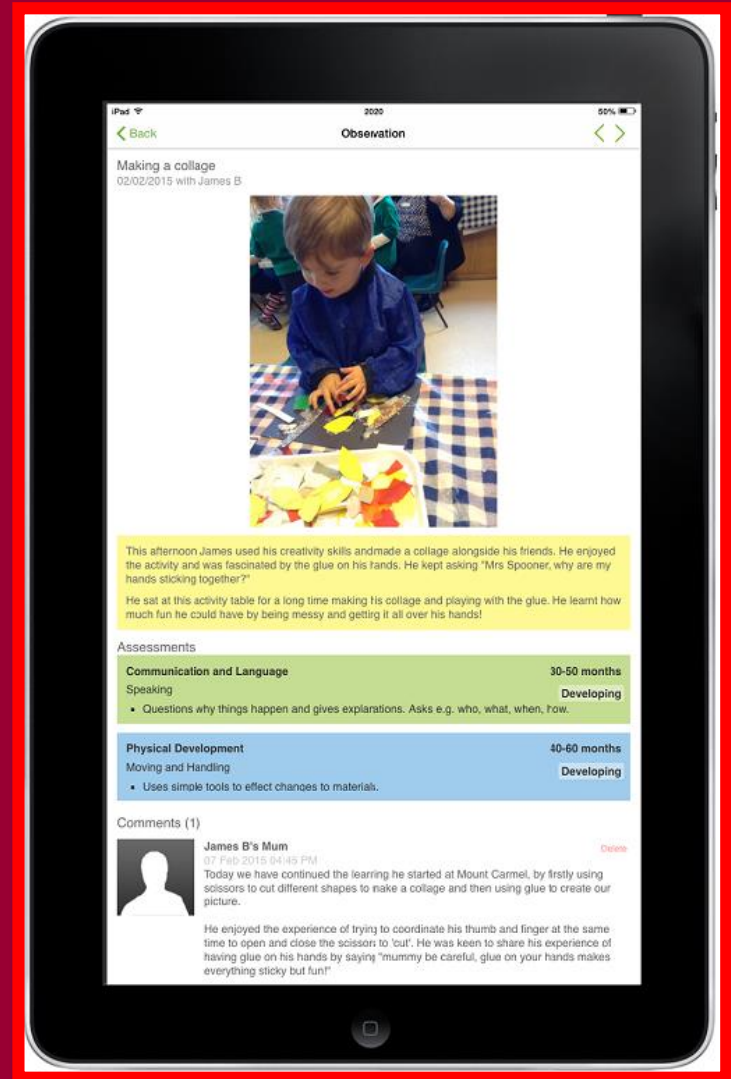 iPad 2020 50%
Back Observation
Making a collage
02/02/2015 with James B
This afternoon James used his creativity skills andmade a collage alongside his friends. He enjoyed
the activity and was fascinated by the glue on his hands. He kept asking "Mrs Spooner, why are my
hands sticking together?"
He sat at this activity table for a long time making his collage and playing with the glue. He learnt how
much fun he could have by being messy and getting it all over his hands!
Assessments
Communication and Language 30-50 months
Speaking Developing
▪ Questions why things happen and gives explanations. Asks e.g. who, what, when, how.
Physical Development 40-60 months
Moving and Handling Developing
▪ Uses simple tools to effect changes to materials.
Comments (1)
James B's Mum Delete
07 Feb 2015 04:45 PM
Today we have continued the learning he started at Mount Carmel, by firstly using
scissors to cut different shapes to make a collage and then using glue to create our
picture.
He enjoyed the experience of trying to coordinate his thumb and finger at the same
time to open and close the scissors to 'cut'. He was keen to share his experience of
having glue on his hands by saying "mummy be careful, glue on your hands makes
everything sticky but fun!"